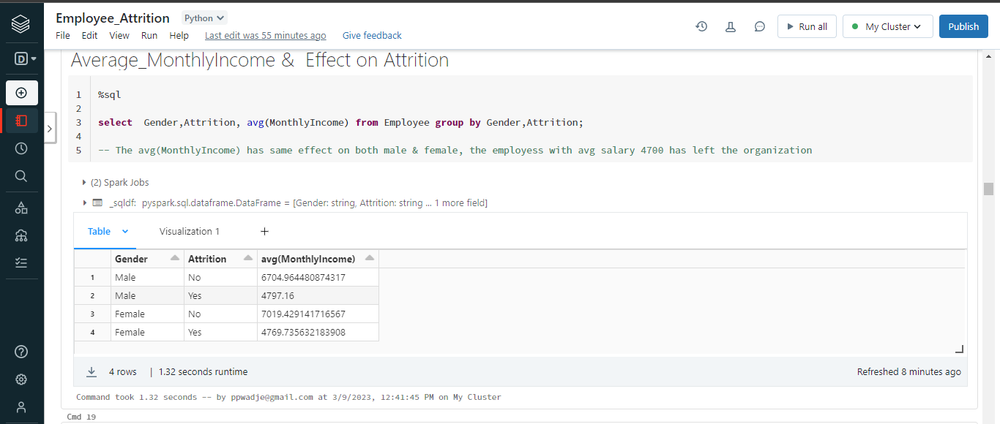 Employee_Attrition Python
File Edit View Run Help Last edit was 55 minutes ago Give feedback
Run all My Cluster Publish
D
Average_MonthlyIncome & Effect on Attrition
1 %sql
2
3 select Gender,Attrition, avg(MonthlyIncome) from Employee group by Gender,Attrition;
4
5 -- The avg(MonthlyIncome) has same effect on both male & female, the employess with avg salary 4700 has left the organization
(2) Spark Jobs
_sqldf: pyspark.sql.dataframe.DataFrame = [Gender: string, Attrition: string ... 1 more field]
Table Visualization 1 +
Gender Attrition avg(MonthlyIncome)
1 Male No 6704.964480874317
2 Male Yes 4797.16
3 Female No 7019.429141716567
4 Female Yes 4769.735632183908
4 rows | 1.32 seconds runtime Refreshed 8 minutes ago
Command took 1.32 seconds -- by ppwadje@gmail.com at 3/9/2023, 12:41:45 PM on My Cluster
Cmd 19